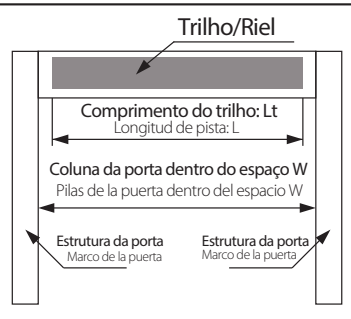 Trilho/Riel
Comprimento do trilho: Lt
Longitud de pista: L
Coluna da porta dentro do espaço W
Pilas de la puerta dentro del espacio W
Estrutura da porta Estrutura da porta
Marco de la puerta Marco de la puerta